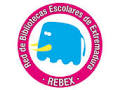 Red de Bibliotecas Escolares de Extremadura
- REBEX -